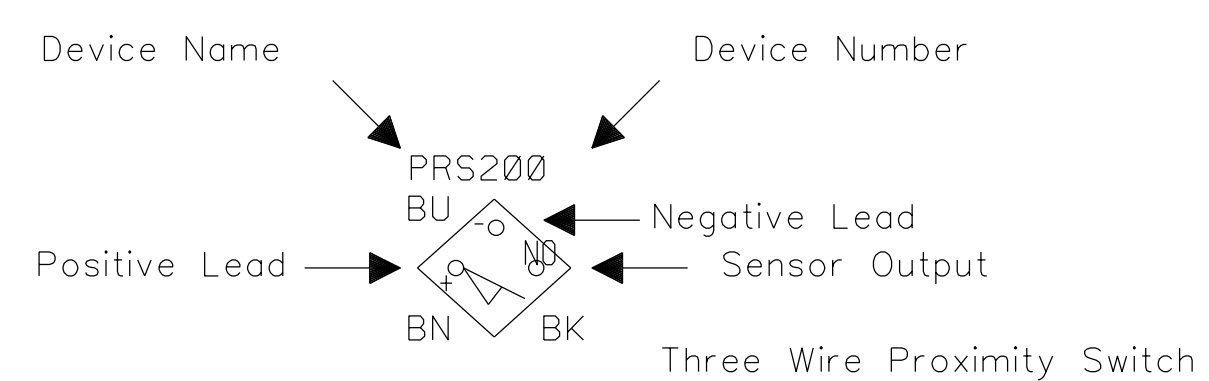 Device Name Device Number
PRS200
BU
- Negative Lead
NO
Positive Lead Sensor Output
+
BN BK
Three Wire Proximity Switch